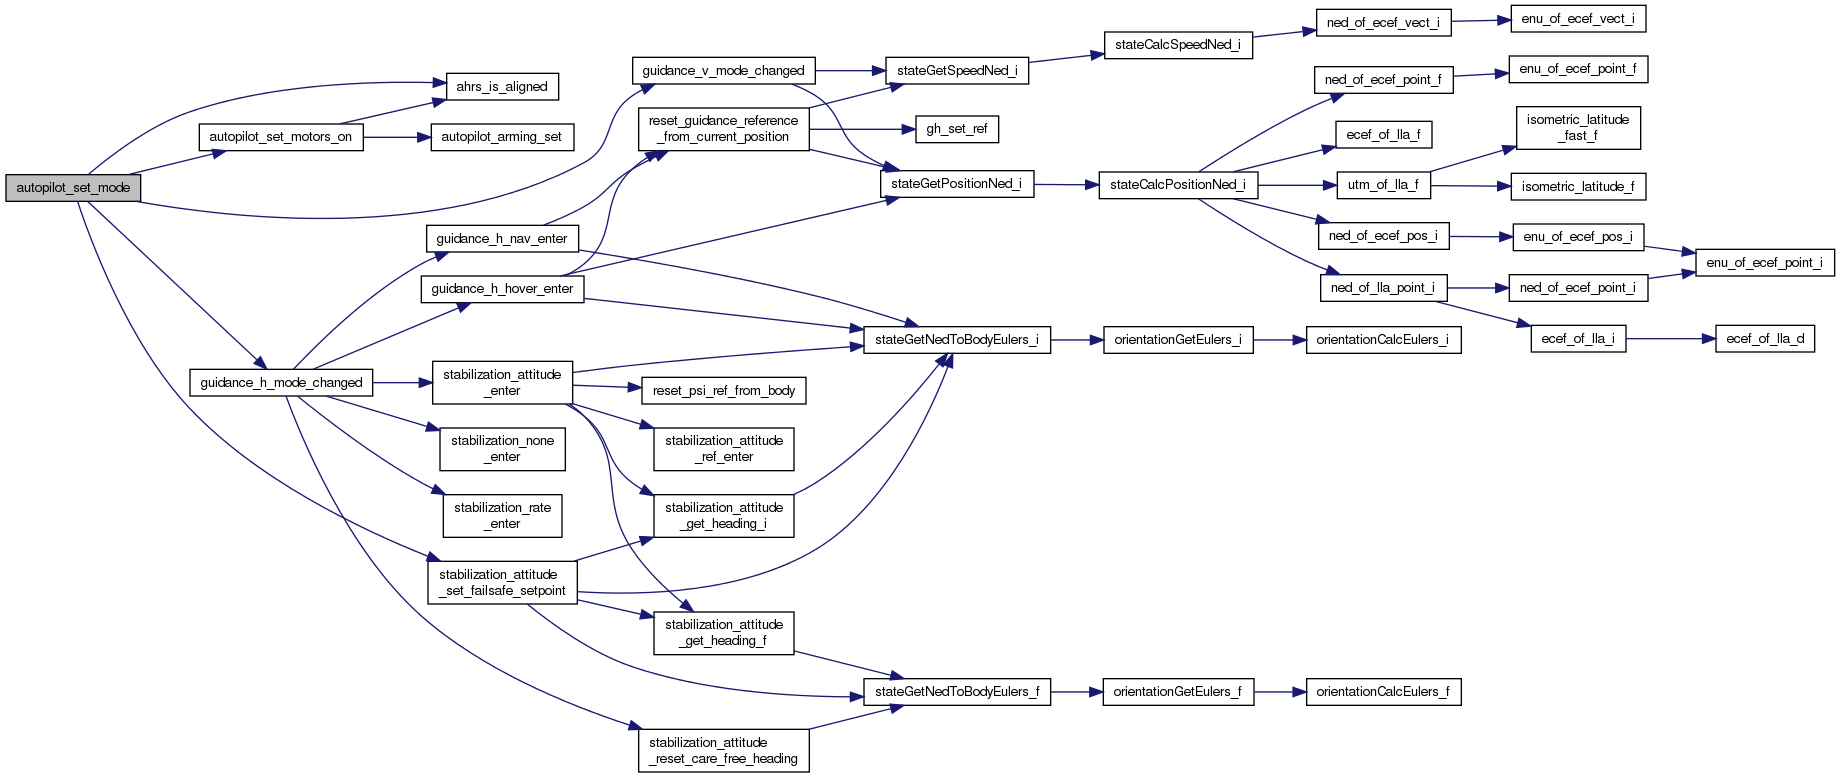 autopilot_set_mode
ahrs_is_aligned
autopilot_set_motors_on
autopilot_arming_set
guidance_v_mode_changed
reset_guidance_reference
_from_current_position
guidance_h_nav_enter
guidance_h_hover_enter
guidance_h_mode_changed
stabilization_attitude
_enter
stabilization_none
_enter
stabilization_rate
_enter
stabilization_attitude
_set_failsafe_setpoint
reset_psi_ref_from_body
stabilization_attitude
_ref_enter
stabilization_attitude
_get_heading_i
stabilization_attitude
_get_heading_f
stabilization_attitude
_reset_care_free_heading
stateGetSpeedNed_i
gh_set_ref
stateGetPositionNed_i
stateGetNedToBodyEulers_i
stateGetNedToBodyEulers_f
stateCalcSpeedNed_i
stateCalcPositionNed_i
orientationGetEulers_i
orientationGetEulers_f
ned_of_ecef_vect_i
ned_of_ecef_point_f
ecef_of_lla_f
utm_of_lla_f
ned_of_ecef_pos_i
ned_of_lla_point_i
orientationCalcEulers_i
orientationCalcEulers_f
enu_of_ecef_vect_i
enu_of_ecef_point_f
isometric_latitude
_fast_f
isometric_latitude_f
enu_of_ecef_pos_i
ned_of_ecef_point_i
ecef_of_lla_i
enu_of_ecef_point_i
ecef_of_lla_d